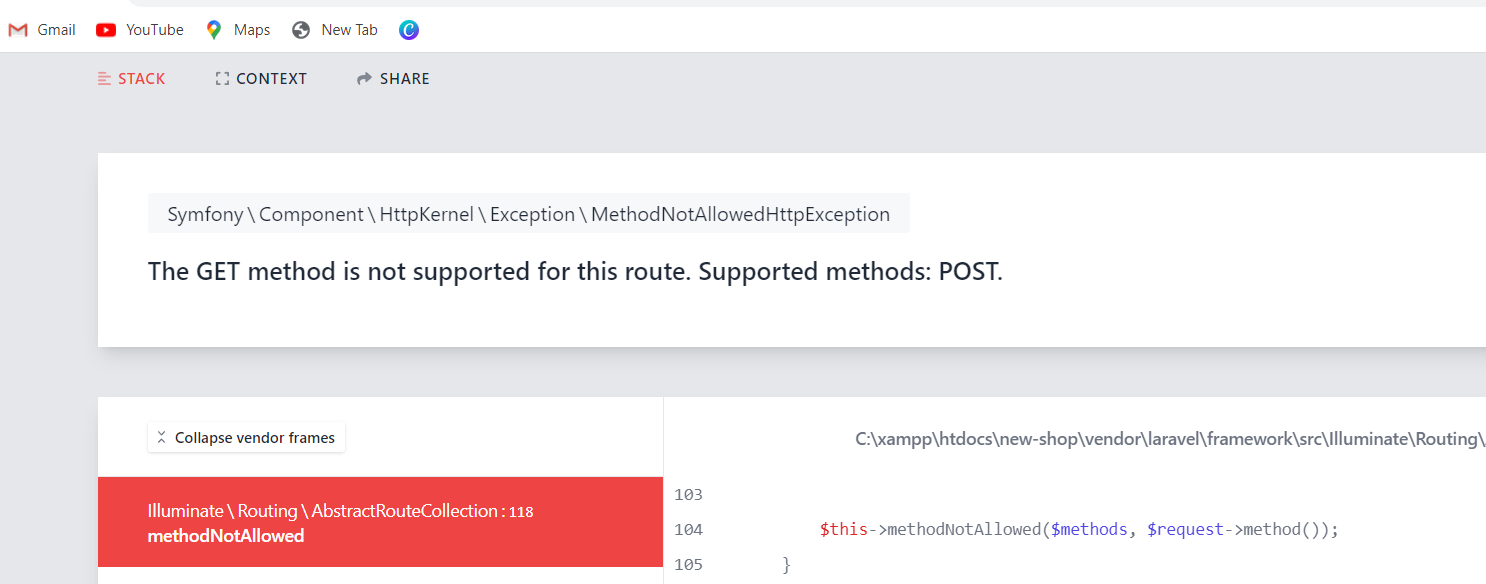 Gmail YouTube Maps New Tab
STACK CONTEXT SHARE
Symfony \ Component \ HttpKernel \ Exception \ MethodNotAllowedHttpException
The GET method is not supported for this route. Supported methods: POST.
Collapse vendor frames
C:\xampp\htdocs\new-shop\vendor\laravel\framework\src\Illuminate\Routing\
Illuminate \ Routing \ AbstractRouteCollection : 118
methodNotAllowed
103
104 $this->methodNotAllowed($methods, $request->method());
105 }